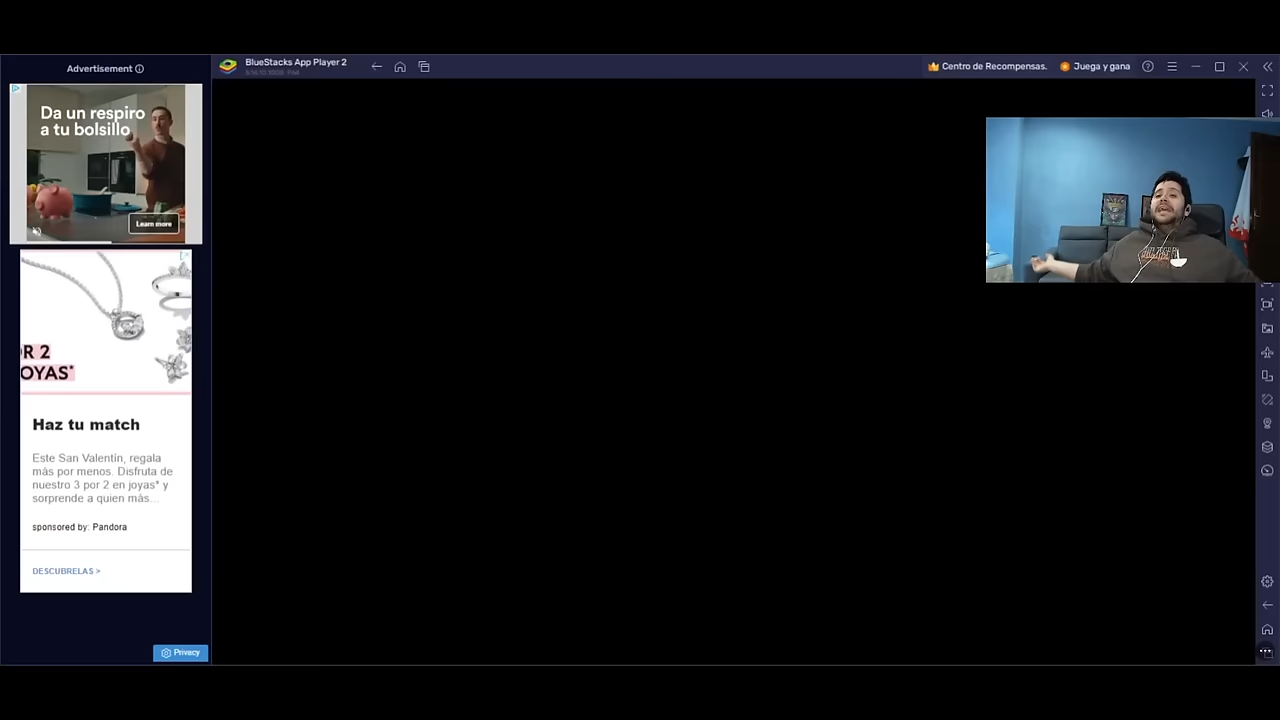 Advertisement
BlueStacks App Player 2
Centro de Recompensas.
Juega y gana
Da un respiro
a tu bolsillo
Learn more
R 2
OYAS*
Haz tu match
Este San Valentín, regala
más por menos. Disfruta de
nuestro 3 por 2 en joyas* y
sorprende a quien más...
sponsored by: Pandora
DESCUBRELAS >
Privacy